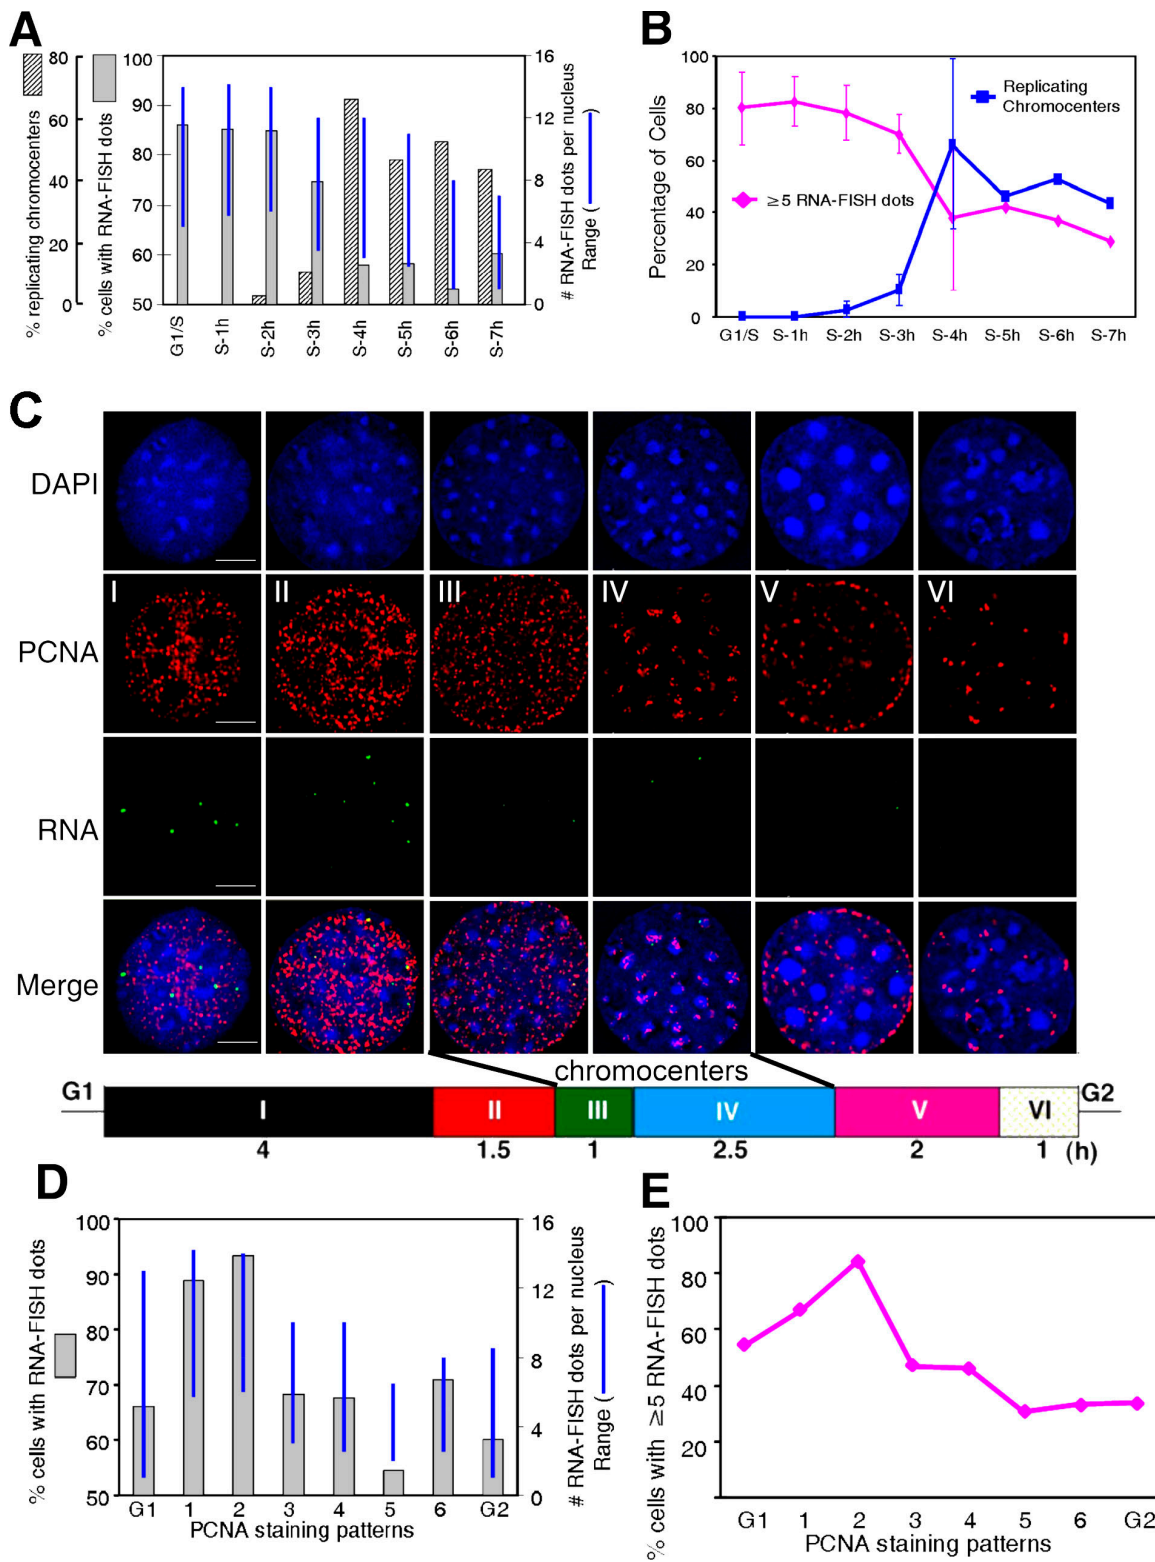 A
80
60
40
20
0
% replicating chromocenters
100
90
80
70
60
50
% cells with RNA-FISH dots
16
12
8
4
0
# RNA-FISH dots per nucleus
Range ( )
G1/S
S-1h
S-2h
S-3h
S-4h
S-5h
S-6h
S-7h
B
Percentage of Cells
100
80
60
40
20
0
Replicating
Chromocenters
≥5 RNA-FISH dots
G1/S S-1h S-2h S-3h S-4h S-5h S-6h S-7h
C
DAPI
PCNA
I II III IV V VI
RNA
Merge
chromocenters
G1 I II III IV V VI G2
4 1.5 1 2.5 2 1 (h)
D
% cells with RNA-FISH dots
100
90
80
70
60
50
16
12
8
4
0
# RNA-FISH dots per nucleus
Range ( )
G1 1 2 3 4 5 6 G2
PCNA staining patterns
E
% cells with ≥5 RNA-FISH dots
100
80
60
40
20
G1 1 2 3 4 5 6 G2
PCNA staining patterns